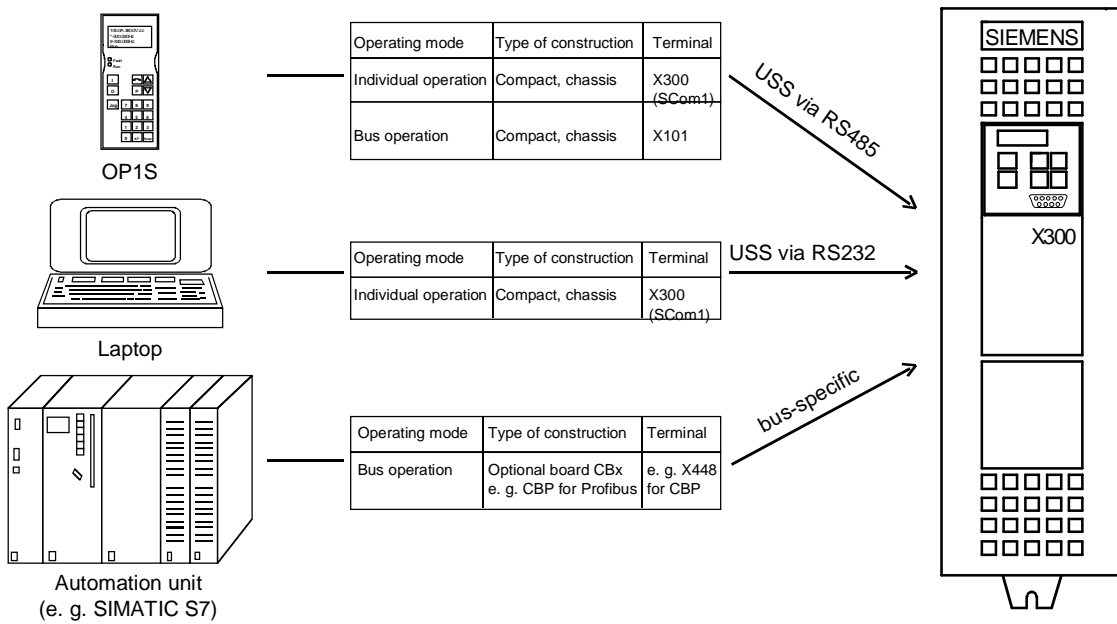 Fault
Run
Jog
OP1S
Operating mode Type of construction Terminal
Individual operation Compact, chassis X300
(SCom1)
Bus operation Compact, chassis X101
USS via RS485
SIEMENS
X300
Laptop
Operating mode Type of construction Terminal
Individual operation Compact, chassis X300
(SCom1)
USS via RS232
Automation unit
(e. g. SIMATIC S7)
Operating mode Type of construction Terminal
Bus operation Optional board CBx e. g. X448
e. g. CBP for Profibus for CBP
bus-specific